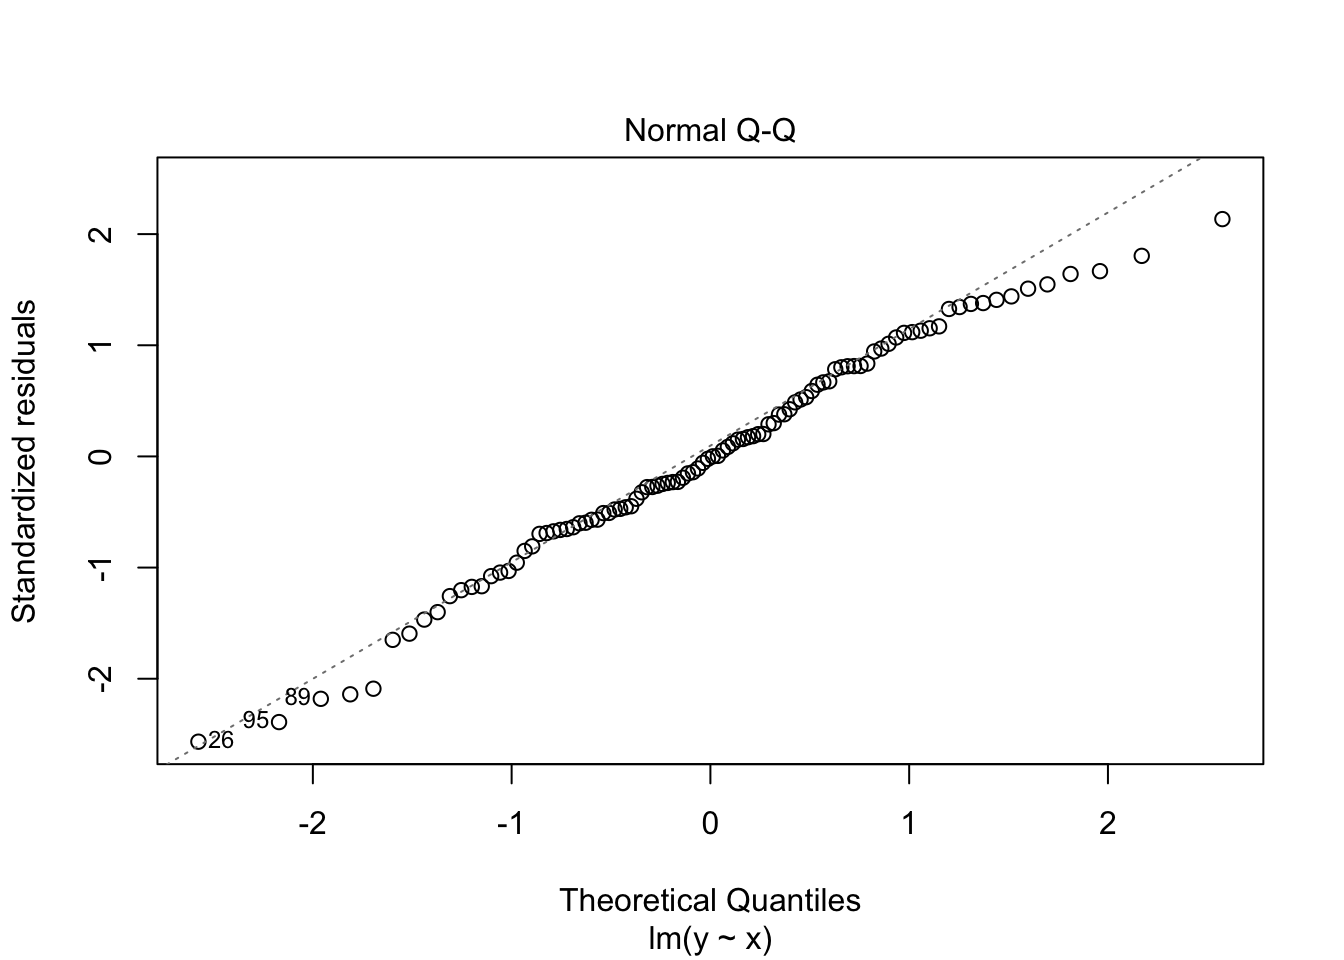 Normal Q-Q
Standardized residuals
2
1
0
-1
-2
89
95
26
-2 -1 0 1 2
Theoretical Quantiles
lm(y ~ x)